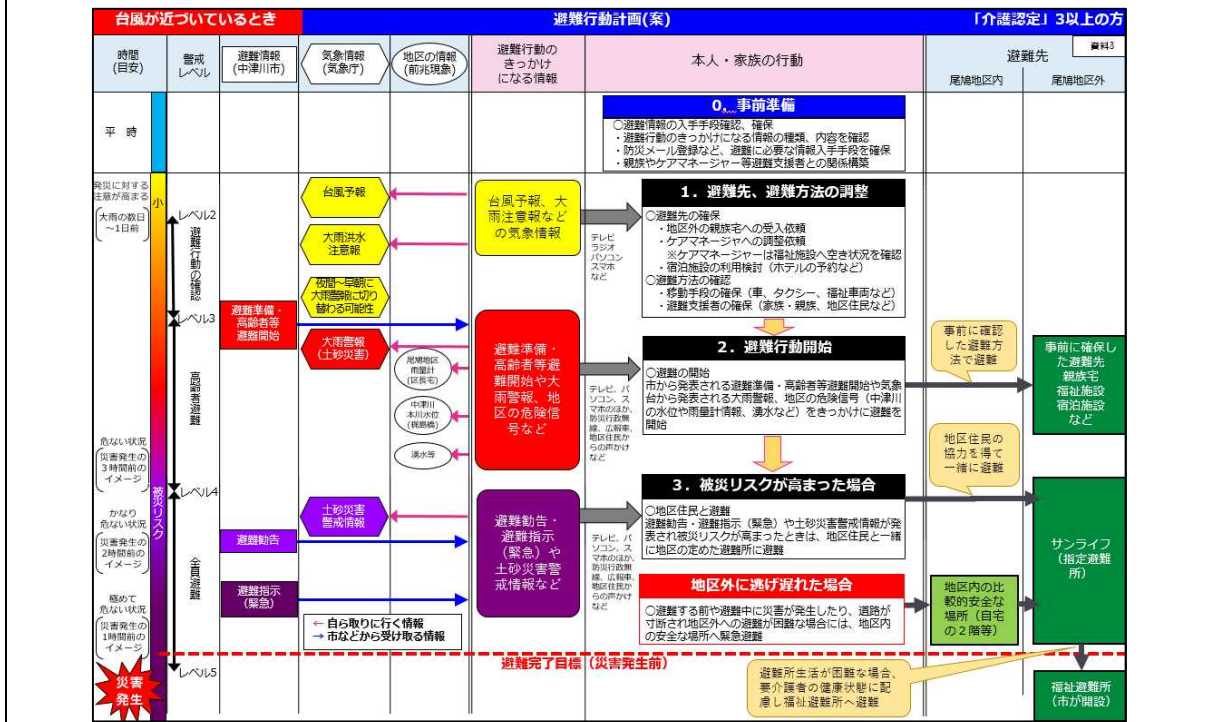 台風が近づいているとき
避難行動計画(案)
「介護認定」3以上の方
資料3
時間
(目安)
警戒
レベル
避難情報
(中津川市)
気象情報
(気象庁)
地区の情報
(前兆現象)
避難行動の
きっかけ
になる情報
本人・家族の行動
避難先
尾鳩地区内
尾鳩地区外
平 時
0,…事前準備
○避難情報の入手手段確認、確保
・避難行動のきっかけになる情報の種類、内容を確認
・防災メール登録など、避難に必要な情報入手手段を確保
・親族やケアマネージャー等避難支援者との関係構築
発災に対する
注意が高まる
大雨の数日
～1日前
小
レベル2
避難行動の確認
台風予報
大雨洪水
注意報
夜間～早朝に
大雨警報に切り
替わる可能性
台風予報、大
雨注意報など
の気象情報
テレビ
ラジオ
パソコン
スマホ
など
1．避難先、避難方法の調整
○避難先の確保
・地区外の親族宅への受入依頼
・ケアマネージャへの調整依頼
※ケアマネージャーは福祉施設へ空き状況を確認
・宿泊施設の利用検討（ホテルの予約など）
○避難方法の確認
・移動手段の確保（車、タクシー、福祉車両など）
・避難支援者の確保（家族・親族、地区住民など）
レベル3
高齢者避難
避難準備・
高齢者等
避難開始
大雨警報
(土砂災害)
尾鳩地区
雨量計
(区長宅)
中津川
本川水位
(梶島橋)
湧水等
避難準備・
高齢者等避
難開始や大
雨警報、地
区の危険信
号など
テレビ、パ
ソコン、ス
マホのほか、
防災行政無
線、広報車、
地区住民か
らの声かけ
など
2．避難行動開始
○避難の開始
市から発表される避難準備・高齢者等避難開始や気象
台から発表される大雨警報、地区の危険信号（中津川
の水位や雨量計情報、湧水など）をきっかけに避難を
開始
事前に確認
した避難方
法で避難
事前に確保し
た避難先
親族宅
福祉施設
宿泊施設
など
危ない状況
災害発生の
3時間前の
イメージ
被災リスク
レベル4
全員避難
地区住民の
協力を得て
一緒に避難
3．被災リスクが高まった場合
○地区住民と避難
避難勧告・避難指示（緊急）や土砂災害警戒情報が発
表され被災リスクが高まったときは、地区住民と一緒
に地区の定めた避難所に避難
かなり
危ない状況
災害発生の
2時間前の
イメージ
避難勧告
土砂災害
警戒情報
避難勧告・
避難指示
（緊急）や
土砂災害警
戒情報など
テレビ、パ
ソコン、ス
マホのほか、
防災行政無
線、広報車、
地区住民か
らの声かけ
など
サンライフ
(指定避難
所)
極めて
危ない状況
災害発生の
1時間前の
イメージ
避難指示
(緊急)
← 自ら取りに行く情報
→ 市などから受け取る情報
地区外に逃げ遅れた場合
○避難する前や避難中に災害が発生したり、道路が
寸断され地区外への避難が困難な場合には、地区内
の安全な場所へ緊急避難
地区内の比
較的安全な
場所（自宅
の２階等）
避難完了目標（災害発生前）
レベル5
災害
発生
避難所生活が困難な場合、
要介護者の健康状態に配
慮し福祉避難所へ避難
福祉避難所
(市が開設)